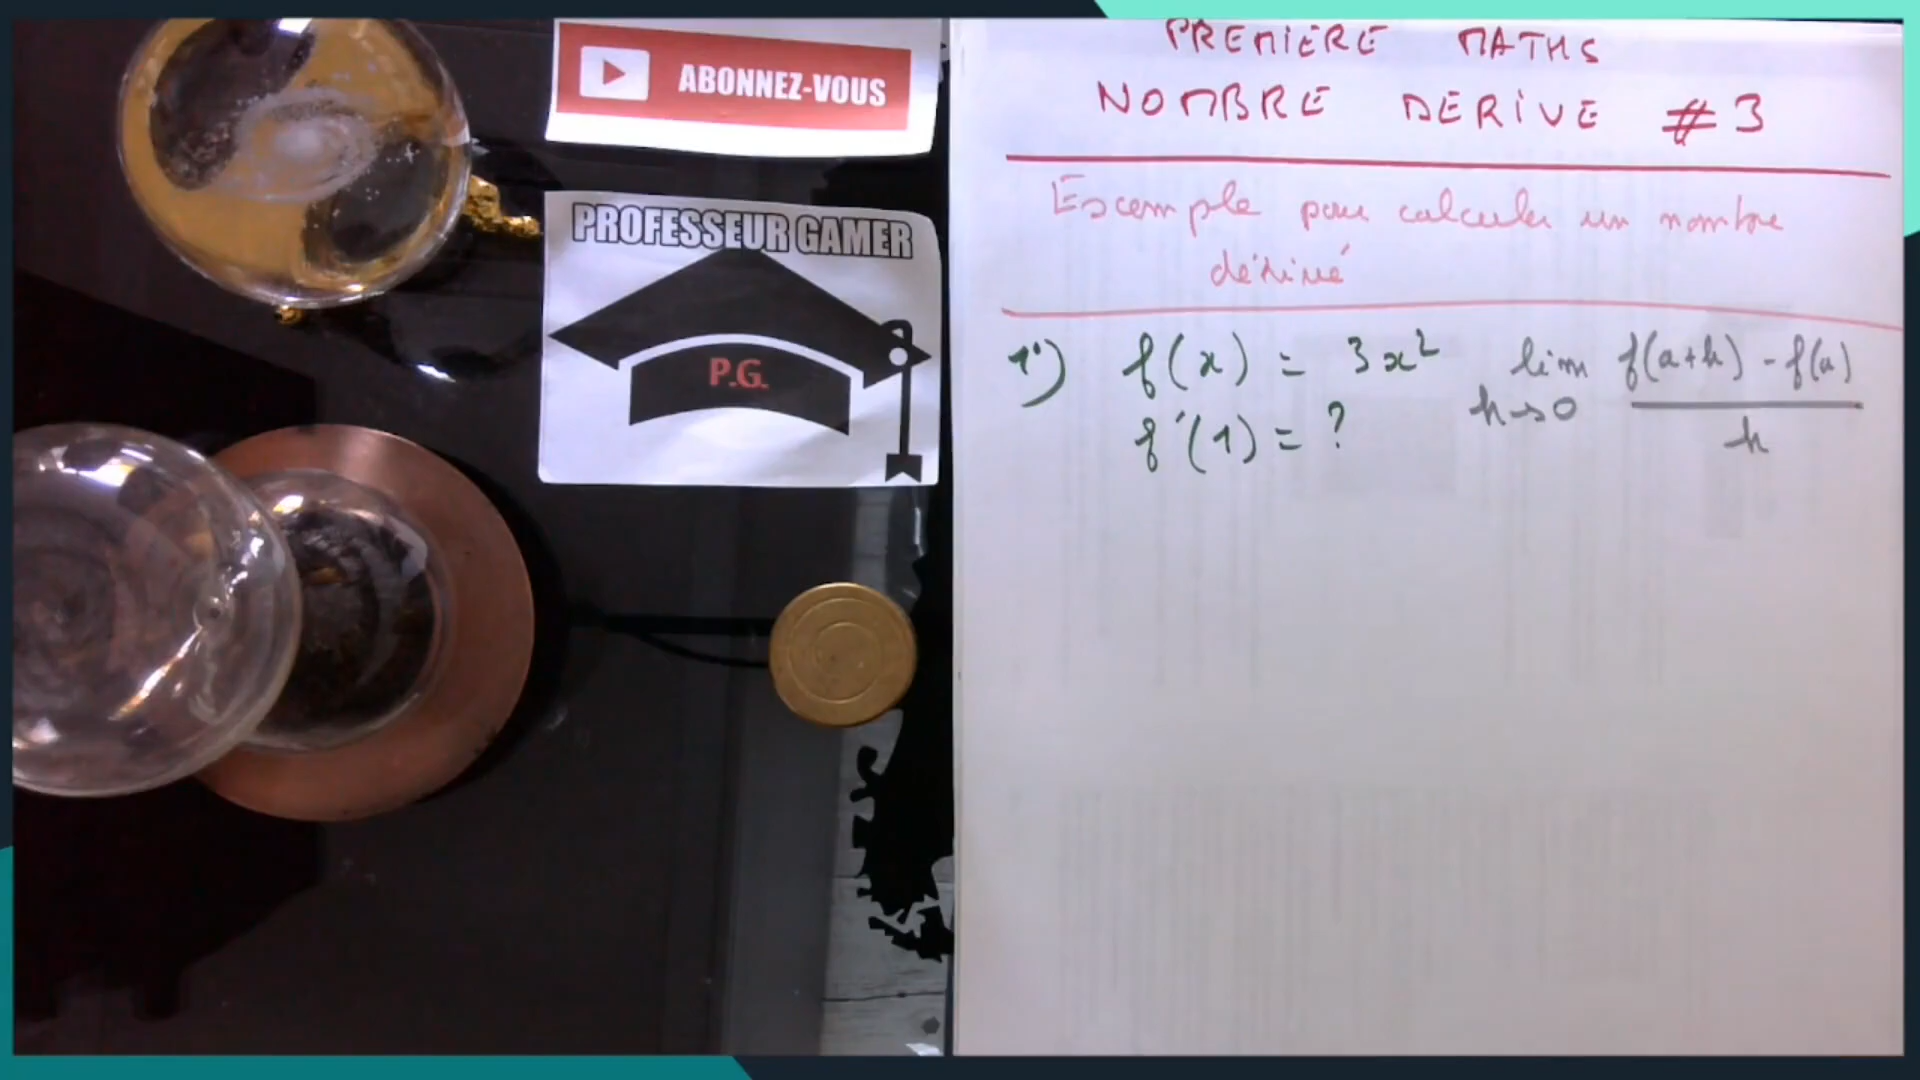 ABONNEZ-VOUS
PROFESSEUR GAMER
P.G.
PREMIERE MATHS
NOMBRE DERIVE #3
Exemple pour calculer un nombre
dérivé
1°) f(x) = 3x² lim h→0 f(a+h) - f(a) / h
f'(1) = ?